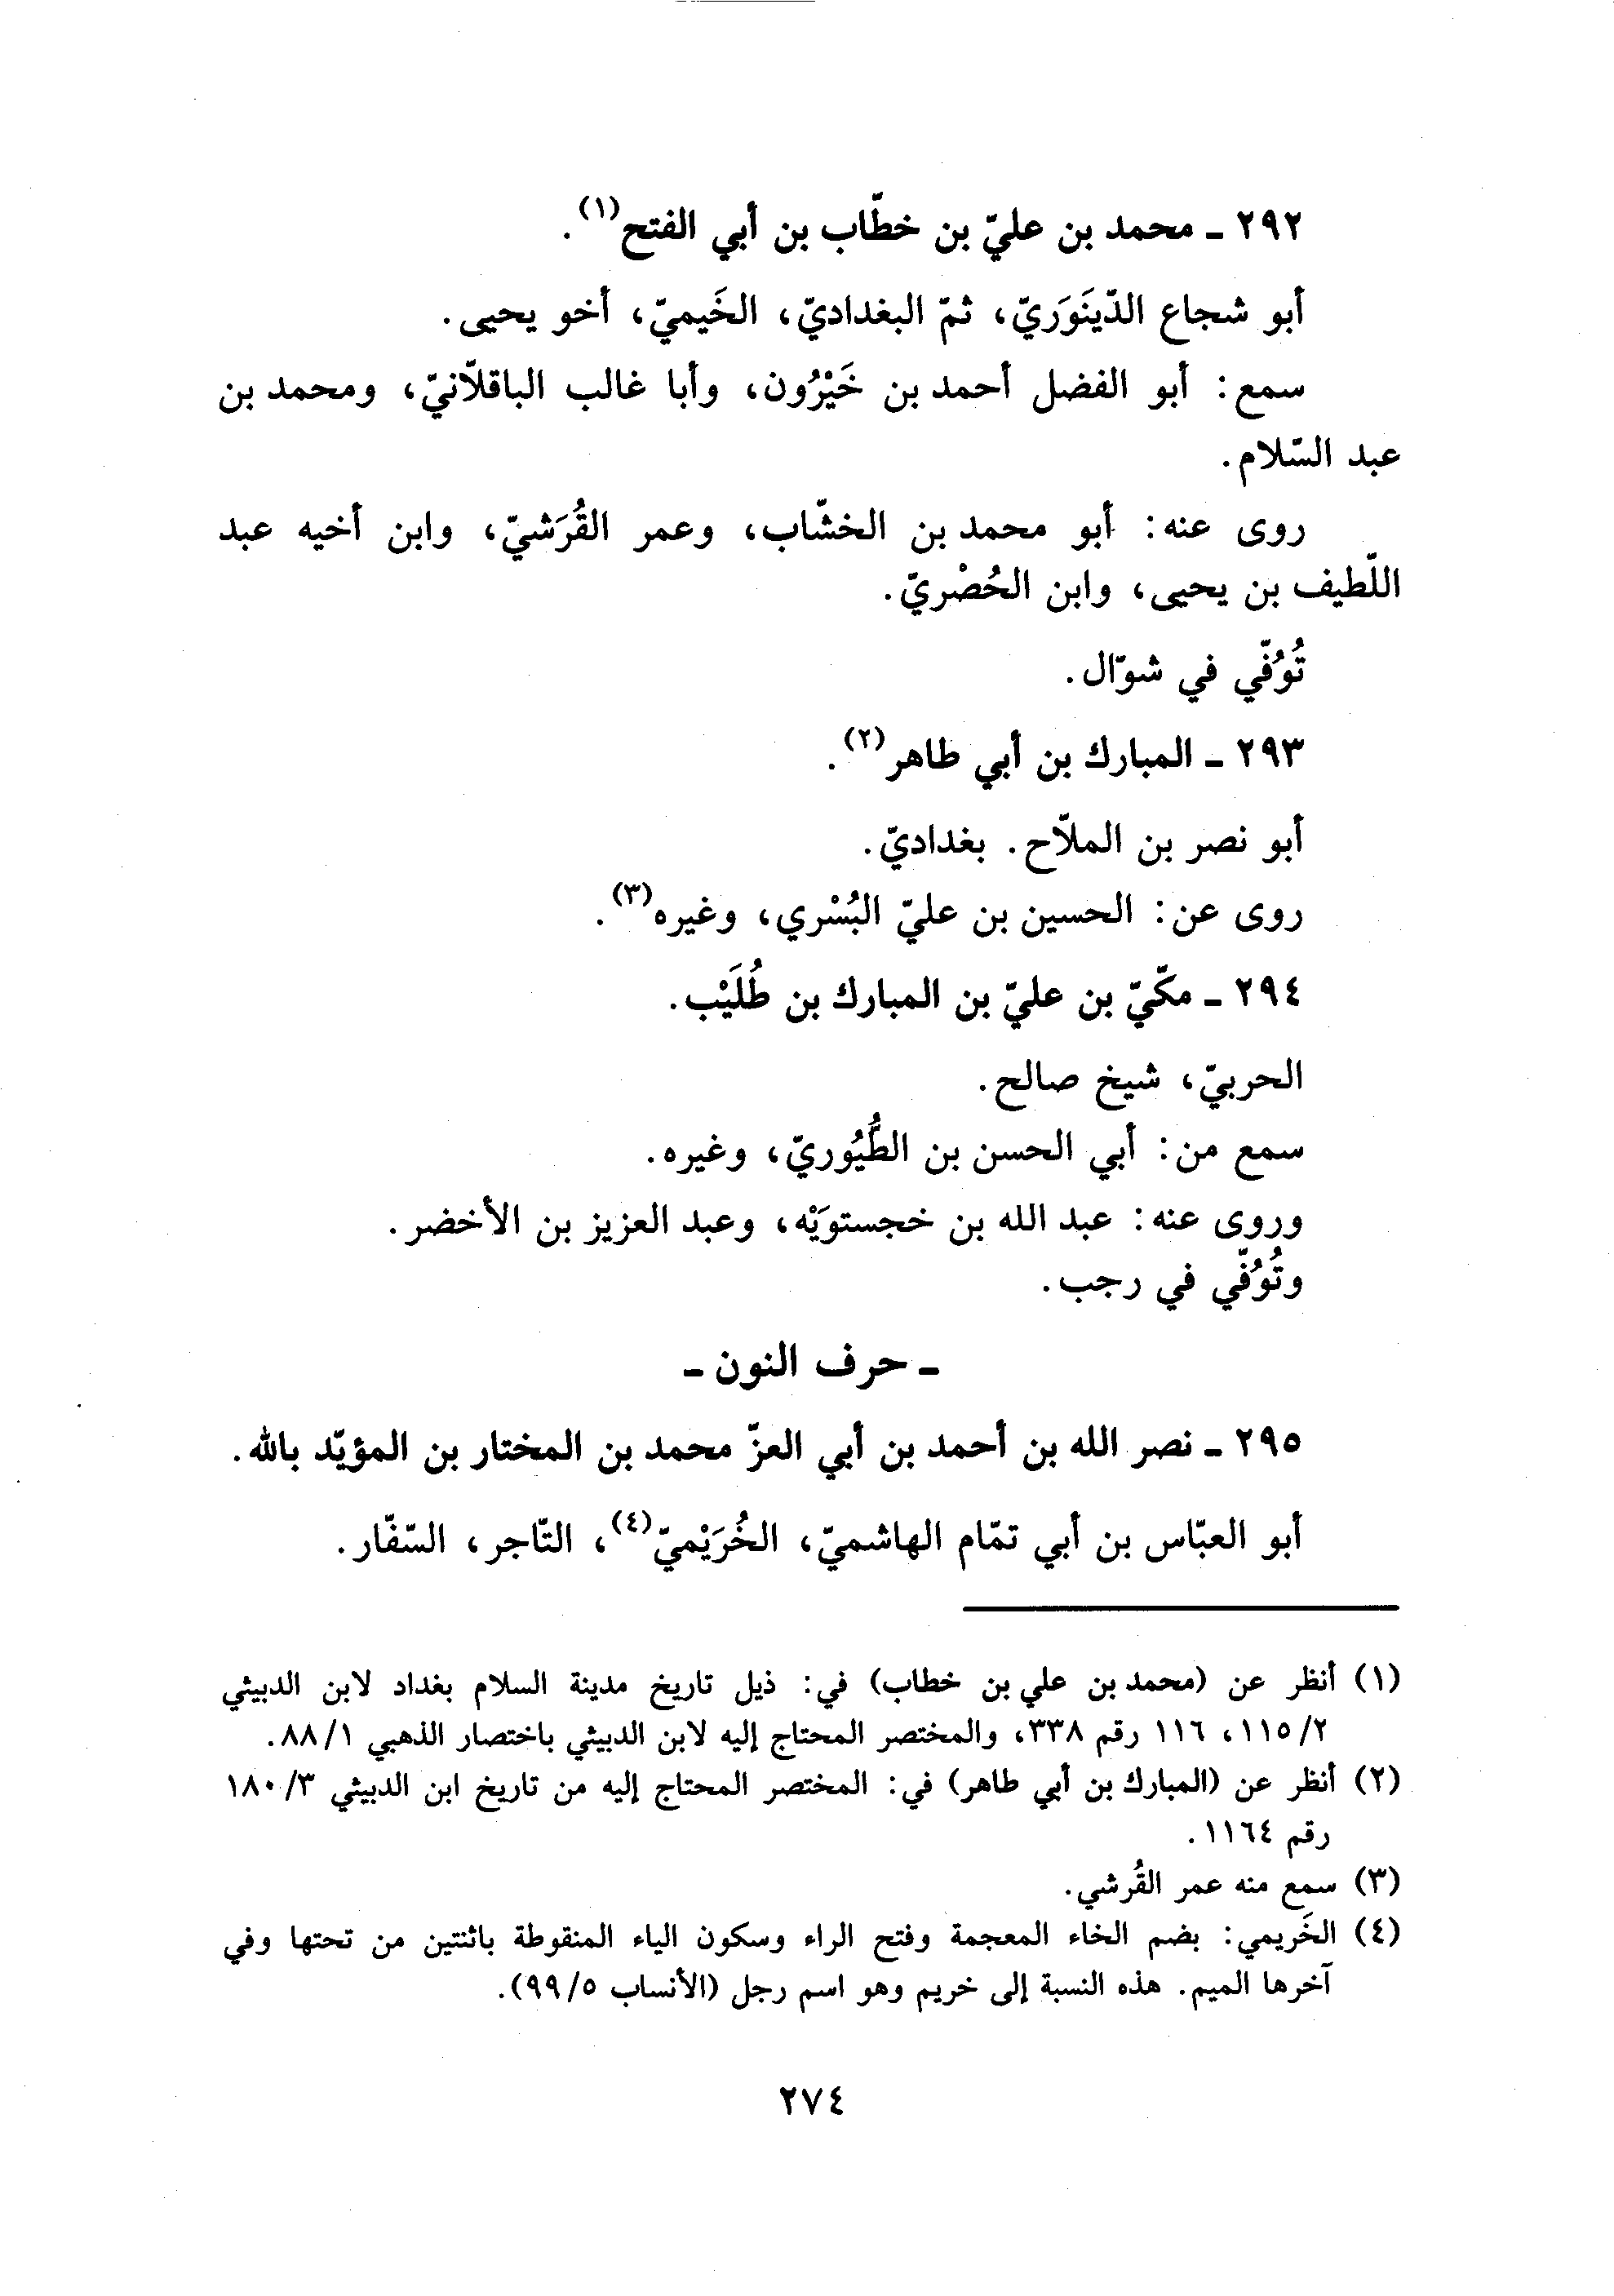 ٢٩٢ ـ محمد بن عليّ بن خطّاب بن أبي الفتح(١).
أبو شجاع الدّينَوَريّ، ثمّ البغداديّ، الخَيميّ، أخو يحيى.
سمع: أبو الفضل أحمد بن خَيْرُون، وأبا غالب الباقلّانيّ، ومحمد بن
عبد السّلام.
روى عنه: أبو محمد بن الخشّاب، وعمر القُرَشيّ، وابن أخيه عبد
اللّطيف بن يحيى، وابن الحُصْريّ.
تُوُفّي في شوّال.
٢٩٣ ـ المبارك بن أبي طاهر(٢).
أبو نصر بن الملّاح. بغداديّ.
روى عن: الحسين بن عليّ البُسْري، وغيره(٣).
٢٩٤ ـ مكّيّ بن عليّ بن المبارك بن طُلَيْب.
الحربيّ، شيخ صالح.
سمع من: أبي الحسن بن الطُّيُوريّ، وغيره.
وروى عنه: عبد الله بن خجستوَيْه، وعبد العزيز بن الأخضر.
وتُوُفّي في رجب.
ـ حرف النون ـ
٢٩٥ ـ نصر الله بن أحمد بن أبي العزّ محمد بن المختار بن المؤيّد بالله.
أبو العبّاس بن أبي تمّام الهاشميّ، الخُرَيْميّ(٤)، التّاجر، السّفّار.
(١) أنظر عن (محمد بن علي بن خطاب) في: ذيل تاريخ مدينة السلام بغداد لابن الدبيثي
٢/ ١١٥، ١١٦ رقم ٣٣٨، والمختصر المحتاج إليه لابن الدبيثي باختصار الذهبي ١/ ٨٨.
(٢) أنظر عن (المبارك بن أبي طاهر) في: المختصر المحتاج إليه من تاريخ ابن الدبيثي ٣/ ١٨٠
رقم ١١٦٤.
(٣) سمع منه عمر القُرشي.
(٤) الخَريمي: بضم الخاء المعجمة وفتح الراء وسكون الياء المنقوطة باثنتين من تحتها وفي
آخرها الميم. هذه النسبة إلى خريم وهو اسم رجل (الأنساب ٥/ ٩٩).
٢٧٤